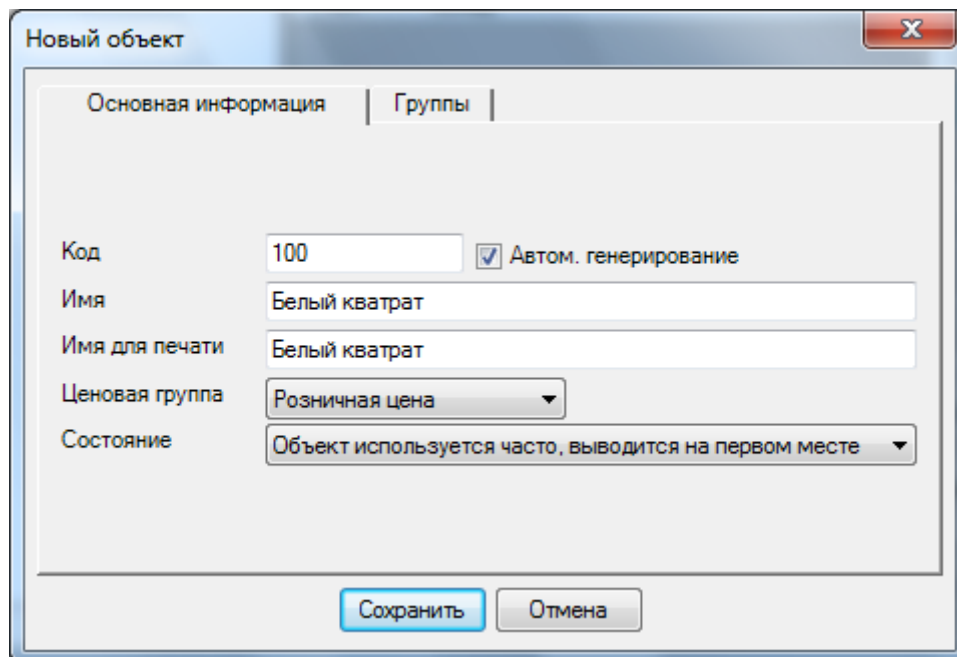 Новый объект
Основная информация Группы
Код 100 Автом. генерирование
Имя Белый кватрат
Имя для печати Белый кватрат
Ценовая группа Розничная цена
Состояние Объект используется часто, выводится на первом месте
Сохранить Отмена